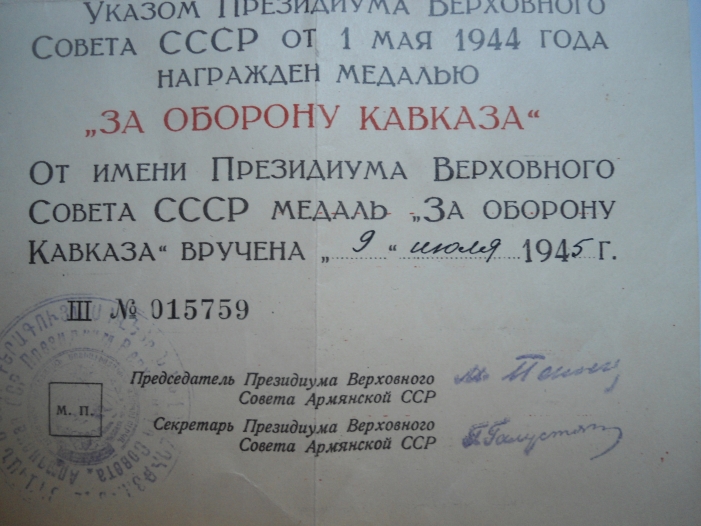 Указом Президиума Верховного
Совета СССР от 1 мая 1944 года
награжден медалью
„За оборону Кавказа“
От имени Президиума Верховного
Совета СССР медаль „За оборону
Кавказа“ вручена „9“ июля 1945 г.
III № 015759
Председатель Президиума Верховного
Совета Армянской ССР
М. П.
Секретарь Президиума Верховного
Совета Армянской ССР